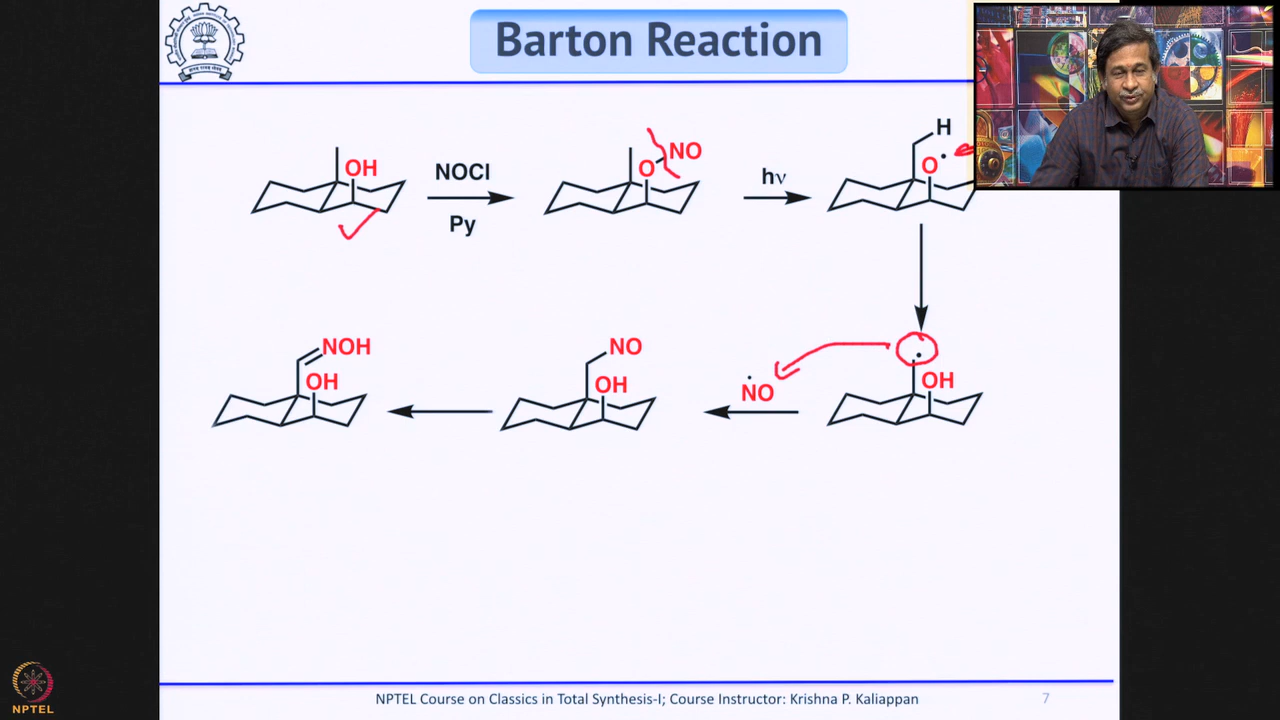 Barton Reaction
OH
NOCl
Py
O
NO
hν
H
O·
NOH
OH
NO
OH
·NO
OH
NPTEL
NPTEL Course on Classics in Total Synthesis-I; Course Instructor: Krishna P. Kaliappan
7